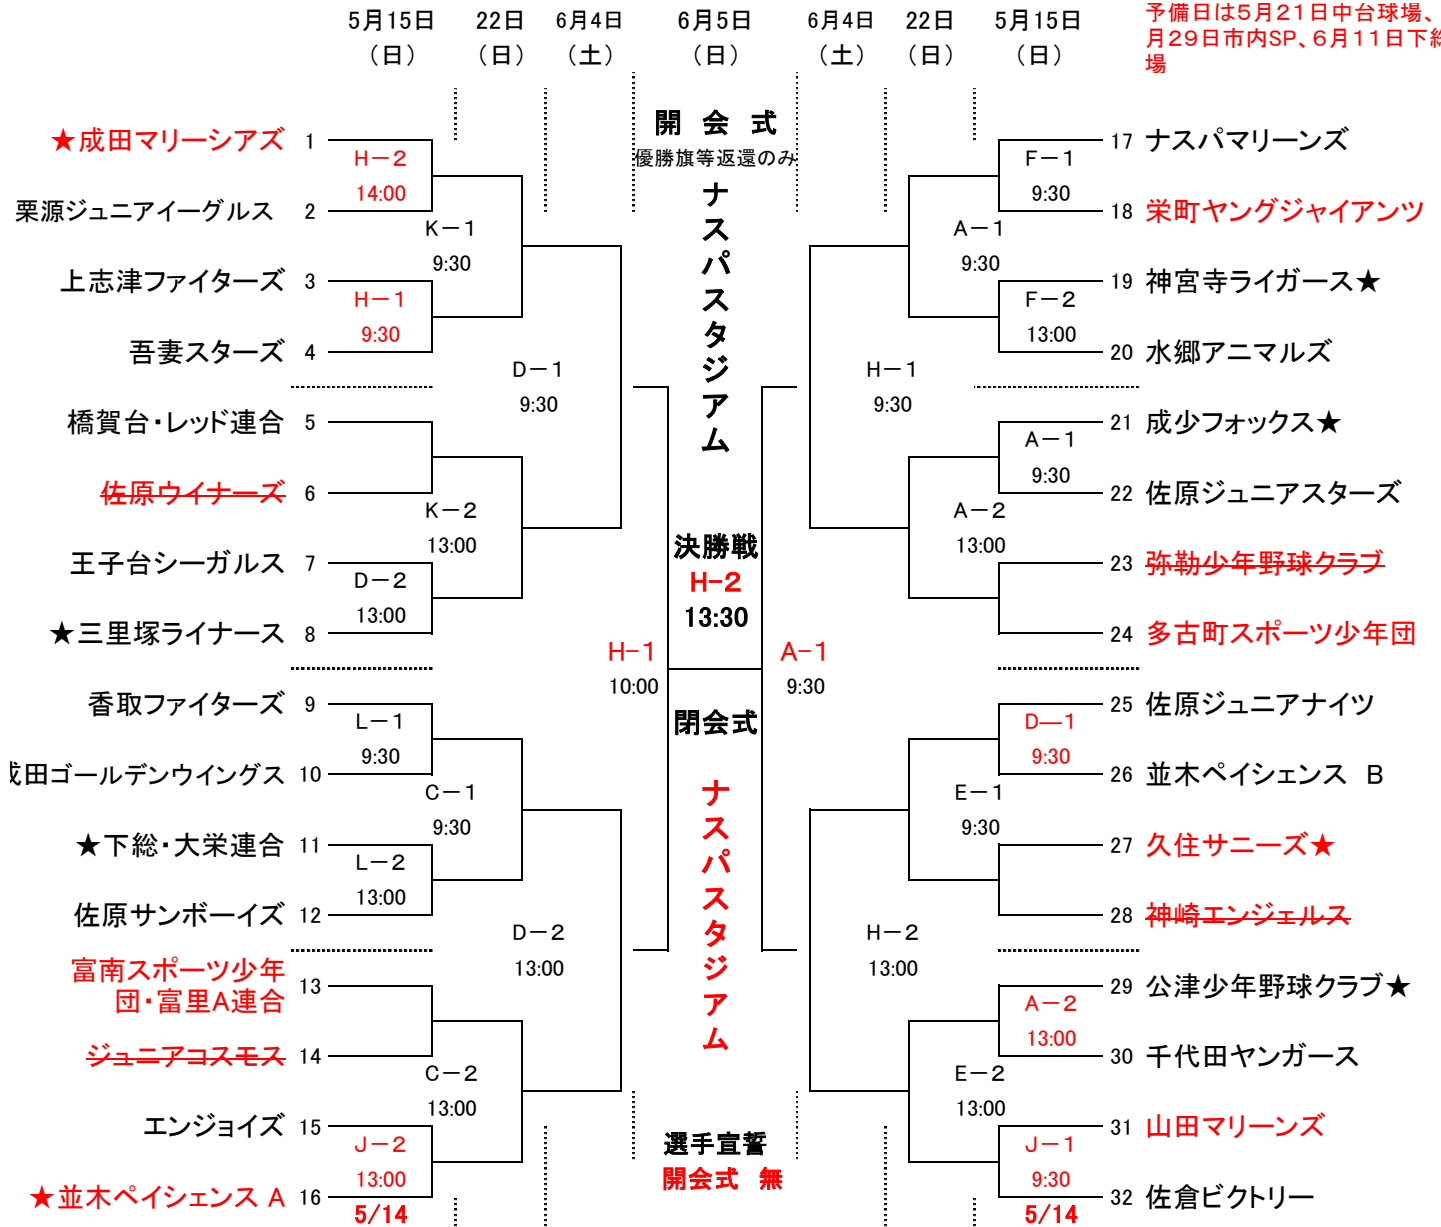 5月15日
22日
6月4日
6月5日
6月4日
22日
5月15日
(日)
(日)
(土)
(日)
(土)
(日)
(日)
予備日は5月21日中台球場、
月29日市内SP、6月11日下総
場
開 会 式
優勝旗等返還のみ
ナスパスタジアム
決勝戦
H-2
13:30
H-1
10:00
A-1
9:30
閉会式
ナスパスタジアム
選手宣誓
開会式 無
★成田マリーシアズ 1
H-2
14:00
栗源ジュニアイーグルス 2
K-1
9:30
上志津ファイターズ 3
H-1
9:30
吾妻スターズ 4
D-1
9:30
橋賀台・レッド連合 5
佐原ウイナーズ 6
K-2
13:00
王子台シーガルス 7
D-2
13:00
★三里塚ライナース 8
香取ファイターズ 9
L-1
9:30
田ゴールデンウイングス 10
C-1
9:30
★下総・大栄連合 11
L-2
13:00
佐原サンボーイズ 12
D-2
13:00
富南スポーツ少年
団・富里A連合 13
ジュニアコスモス 14
C-2
13:00
エンジョイズ 15
J-2
13:00
★並木ペイシェンス A 16
5/14
17 ナスパマリーンズ
F-1
9:30
18 栄町ヤングジャイアンツ
A-1
9:30
19 神宮寺ライガース★
F-2
13:00
20 水郷アニマルズ
H-1
9:30
21 成少フォックス★
A-1
9:30
22 佐原ジュニアスターズ
A-2
13:00
23 弥勒少年野球クラブ
24 多古町スポーツ少年団
25 佐原ジュニアナイツ
D—1
9:30
26 並木ペイシェンス B
E-1
9:30
27 久住サニーズ★
28 神崎エンジェルス
H-2
13:00
29 公津少年野球クラブ★
A-2
13:00
30 千代田ヤンガース
E-2
13:00
31 山田マリーンズ
J-1
9:30
32 佐倉ビクトリー
5/14